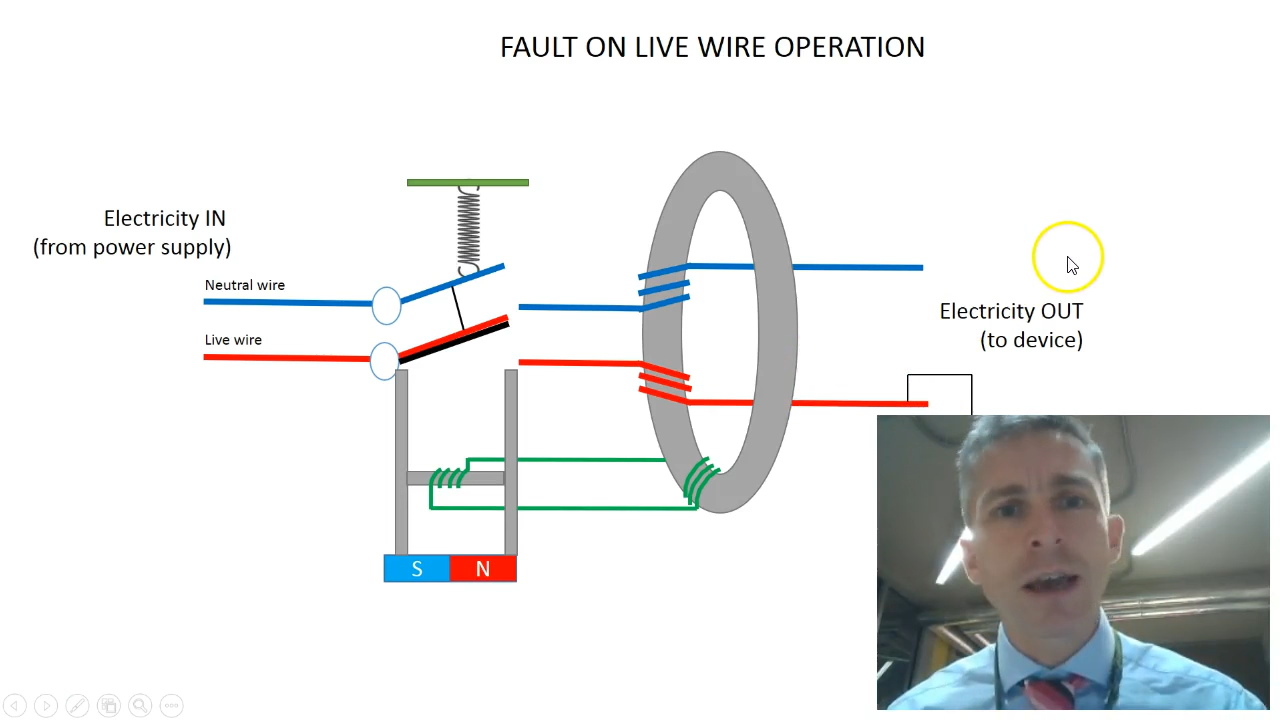 FAULT ON LIVE WIRE OPERATION
Electricity IN
(from power supply)
Neutral wire
Live wire
Electricity OUT
(to device)
S N